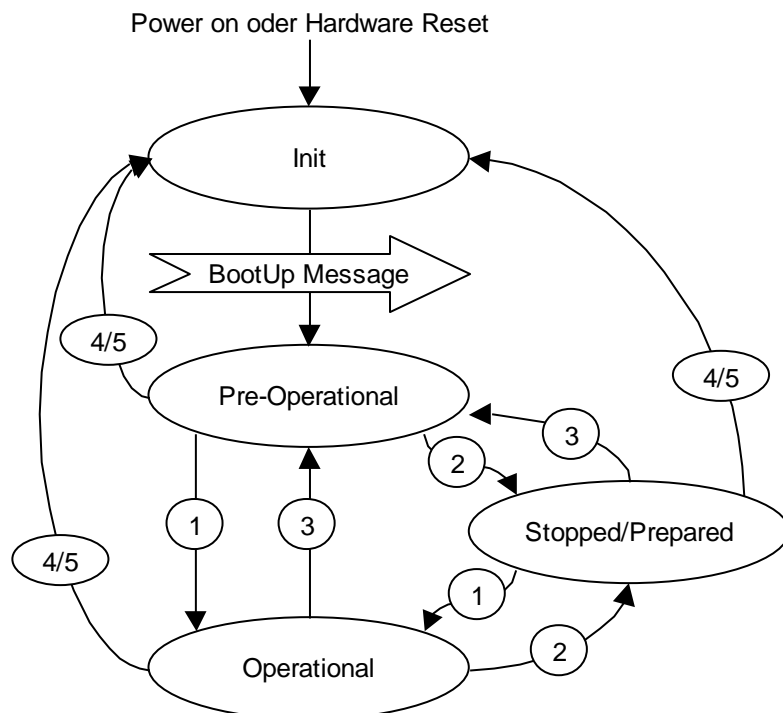 Power on oder Hardware Reset
Init
BootUp Message
4/5
4/5
Pre-Operational
3
2
1
3
Stopped/Prepared
4/5
1
Operational
2